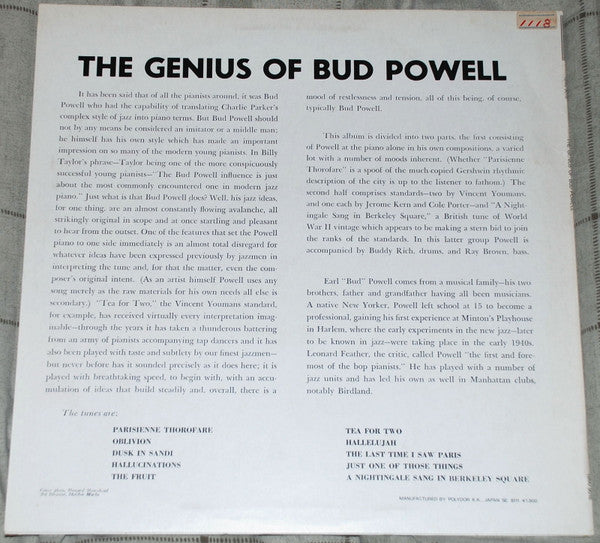 1118
THE GENIUS OF BUD POWELL
It has been said that of all the pianists around, it was Bud
Powell who had the capability of translating Charlie Parker's
complex style of jazz into piano terms. But Bud Powell should
not by any means be considered an imitator or a middle man;
he himself has his own style which has made an important
impression on so many of the modern young pianists. In Billy
Taylor's phrase—Taylor being one of the more conspicuously
successful young pianists—"The Bud Powell influence is just
about the most commonly encountered one in modern jazz
piano." Just what is that Bud Powell does? Well, his jazz ideas,
for one thing, are an almost constantly flowing avalanche, all
strikingly original in scope and at once startling and pleasant
to hear from the outset. One of the features that set the Powell
piano to one side immediately is an almost total disregard for
whatever ideas have been expressed previously by jazzmen in
interpreting the tune and, for that matter, even the com-
poser's original intent. (As an artist himself Powell uses any
song merely as the raw materials for his own needs all else is
secondary.) "Tea for Two," the Vincent Youmans standard,
for example, has received virtually every interpretation imag-
inable—through the years it has taken a thunderous battering
from an army of pianists accompanying tap dancers and it has
also been played with taste and subtlety by our finest jazzmen—
but never before has it sounded precisely as it does here; it is
played with breathtaking speed, to begin with, with an accu-
mulation of ideas that build steadily and, overall, there is a
mood of restlessness and tension, all of this being, of course,
typically Bud Powell.
This album is divided into two parts, the first consisting
of Powell at the piano alone in his own compositions, a varied
lot with a number of moods inherent. (Whether "Parisienne
Thorofare" is a spoof of the much copied Gershwin rhythmic
description of the city is up to the listener to fathom.) The
second half comprises standards—two by Vincent Youmans,
and one each by Jerome Kern and Cole Porter—and "A Night-
ingale Sang in Berkeley Square," a British tune of World
War II vintage which appears to be making a stern bid to join
the ranks of the standards. In this latter group Powell is
accompanied by Buddy Rich, drums, and Ray Brown, bass.
Earl "Bud" Powell comes from a musical family—his two
brothers, father and grandfather having all been musicians.
A native New Yorker, Powell left school at 15 to become a
professional, gaining his first experience at Minton's Playhouse
in Harlem, where the early experiments in the new jazz—later
to be known in jazz—were taking place in the early 1940s.
Leonard Feather, the critic, called Powell "the first and fore-
most of the bop pianists." He has played with a number of
jazz units and has led his own as well in Manhattan clubs,
notably Birdland.
The tunes are:
PARISIENNE THOROFARE
OBLIVION
DUSK IN SANDI
HALLUCINATIONS
THE FRUIT
TEA FOR TWO
HALLELUJAH
THE LAST TIME I SAW PARIS
JUST ONE OF THOSE THINGS
A NIGHTINGALE SANG IN BERKELEY SQUARE
MANUFACTURED BY POLYDOR K.K., JAPAN